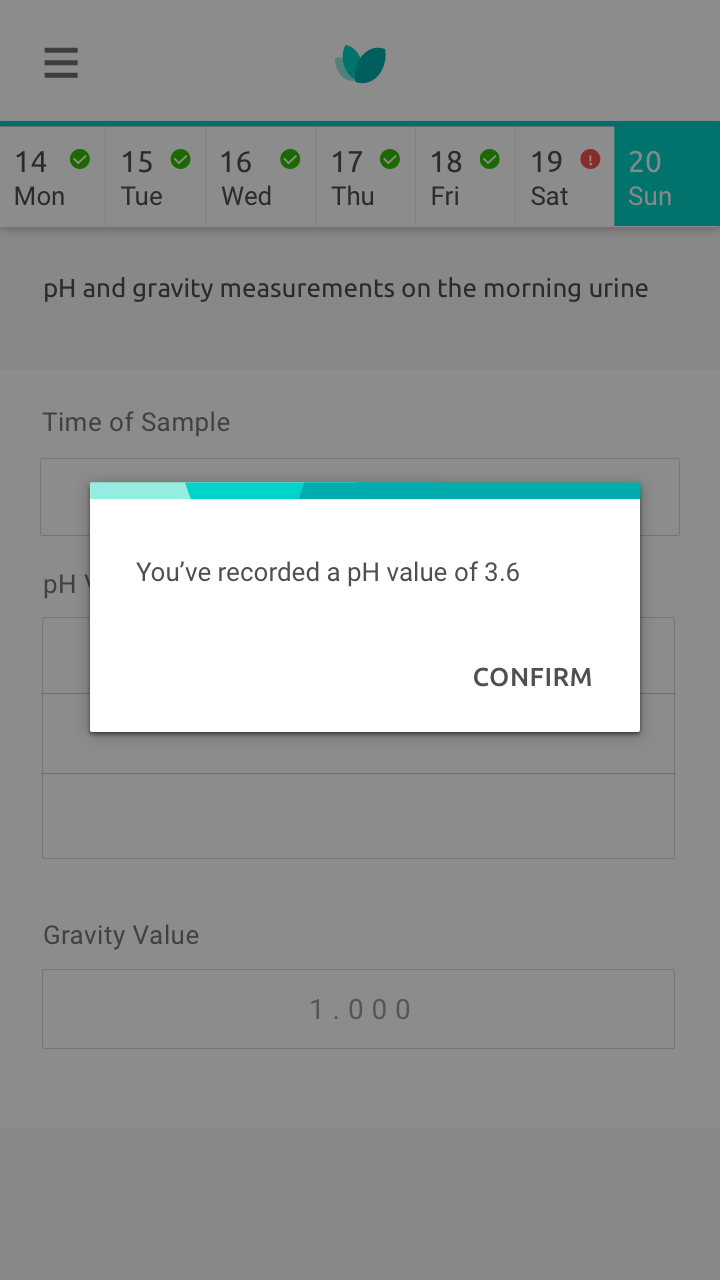 14
Mon
15
Tue
16
Wed
17
Thu
18
Fri
19
Sat
20
Sun
pH and gravity measurements on the morning urine
Time of Sample
pH
You’ve recorded a pH value of 3.6
CONFIRM
Gravity Value
1.000